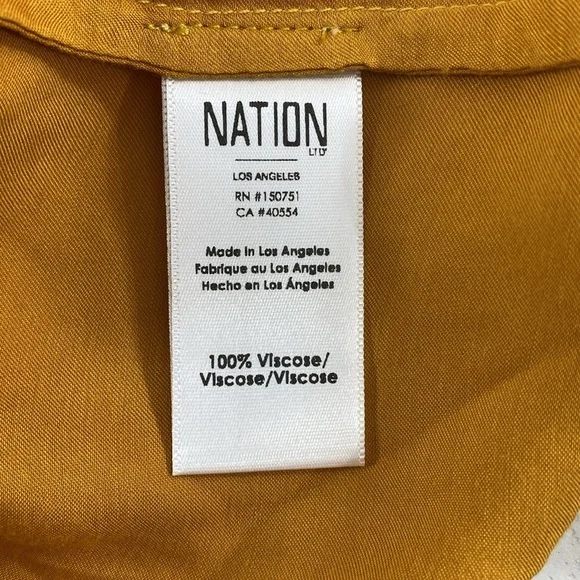 NATION
LTD
LOS ANGELES
RN #150751
CA #40554
Made in Los Angeles
Fabrique au Los Angeles
Hecho en Los Ángeles
100% Viscose/
Viscose/Viscose